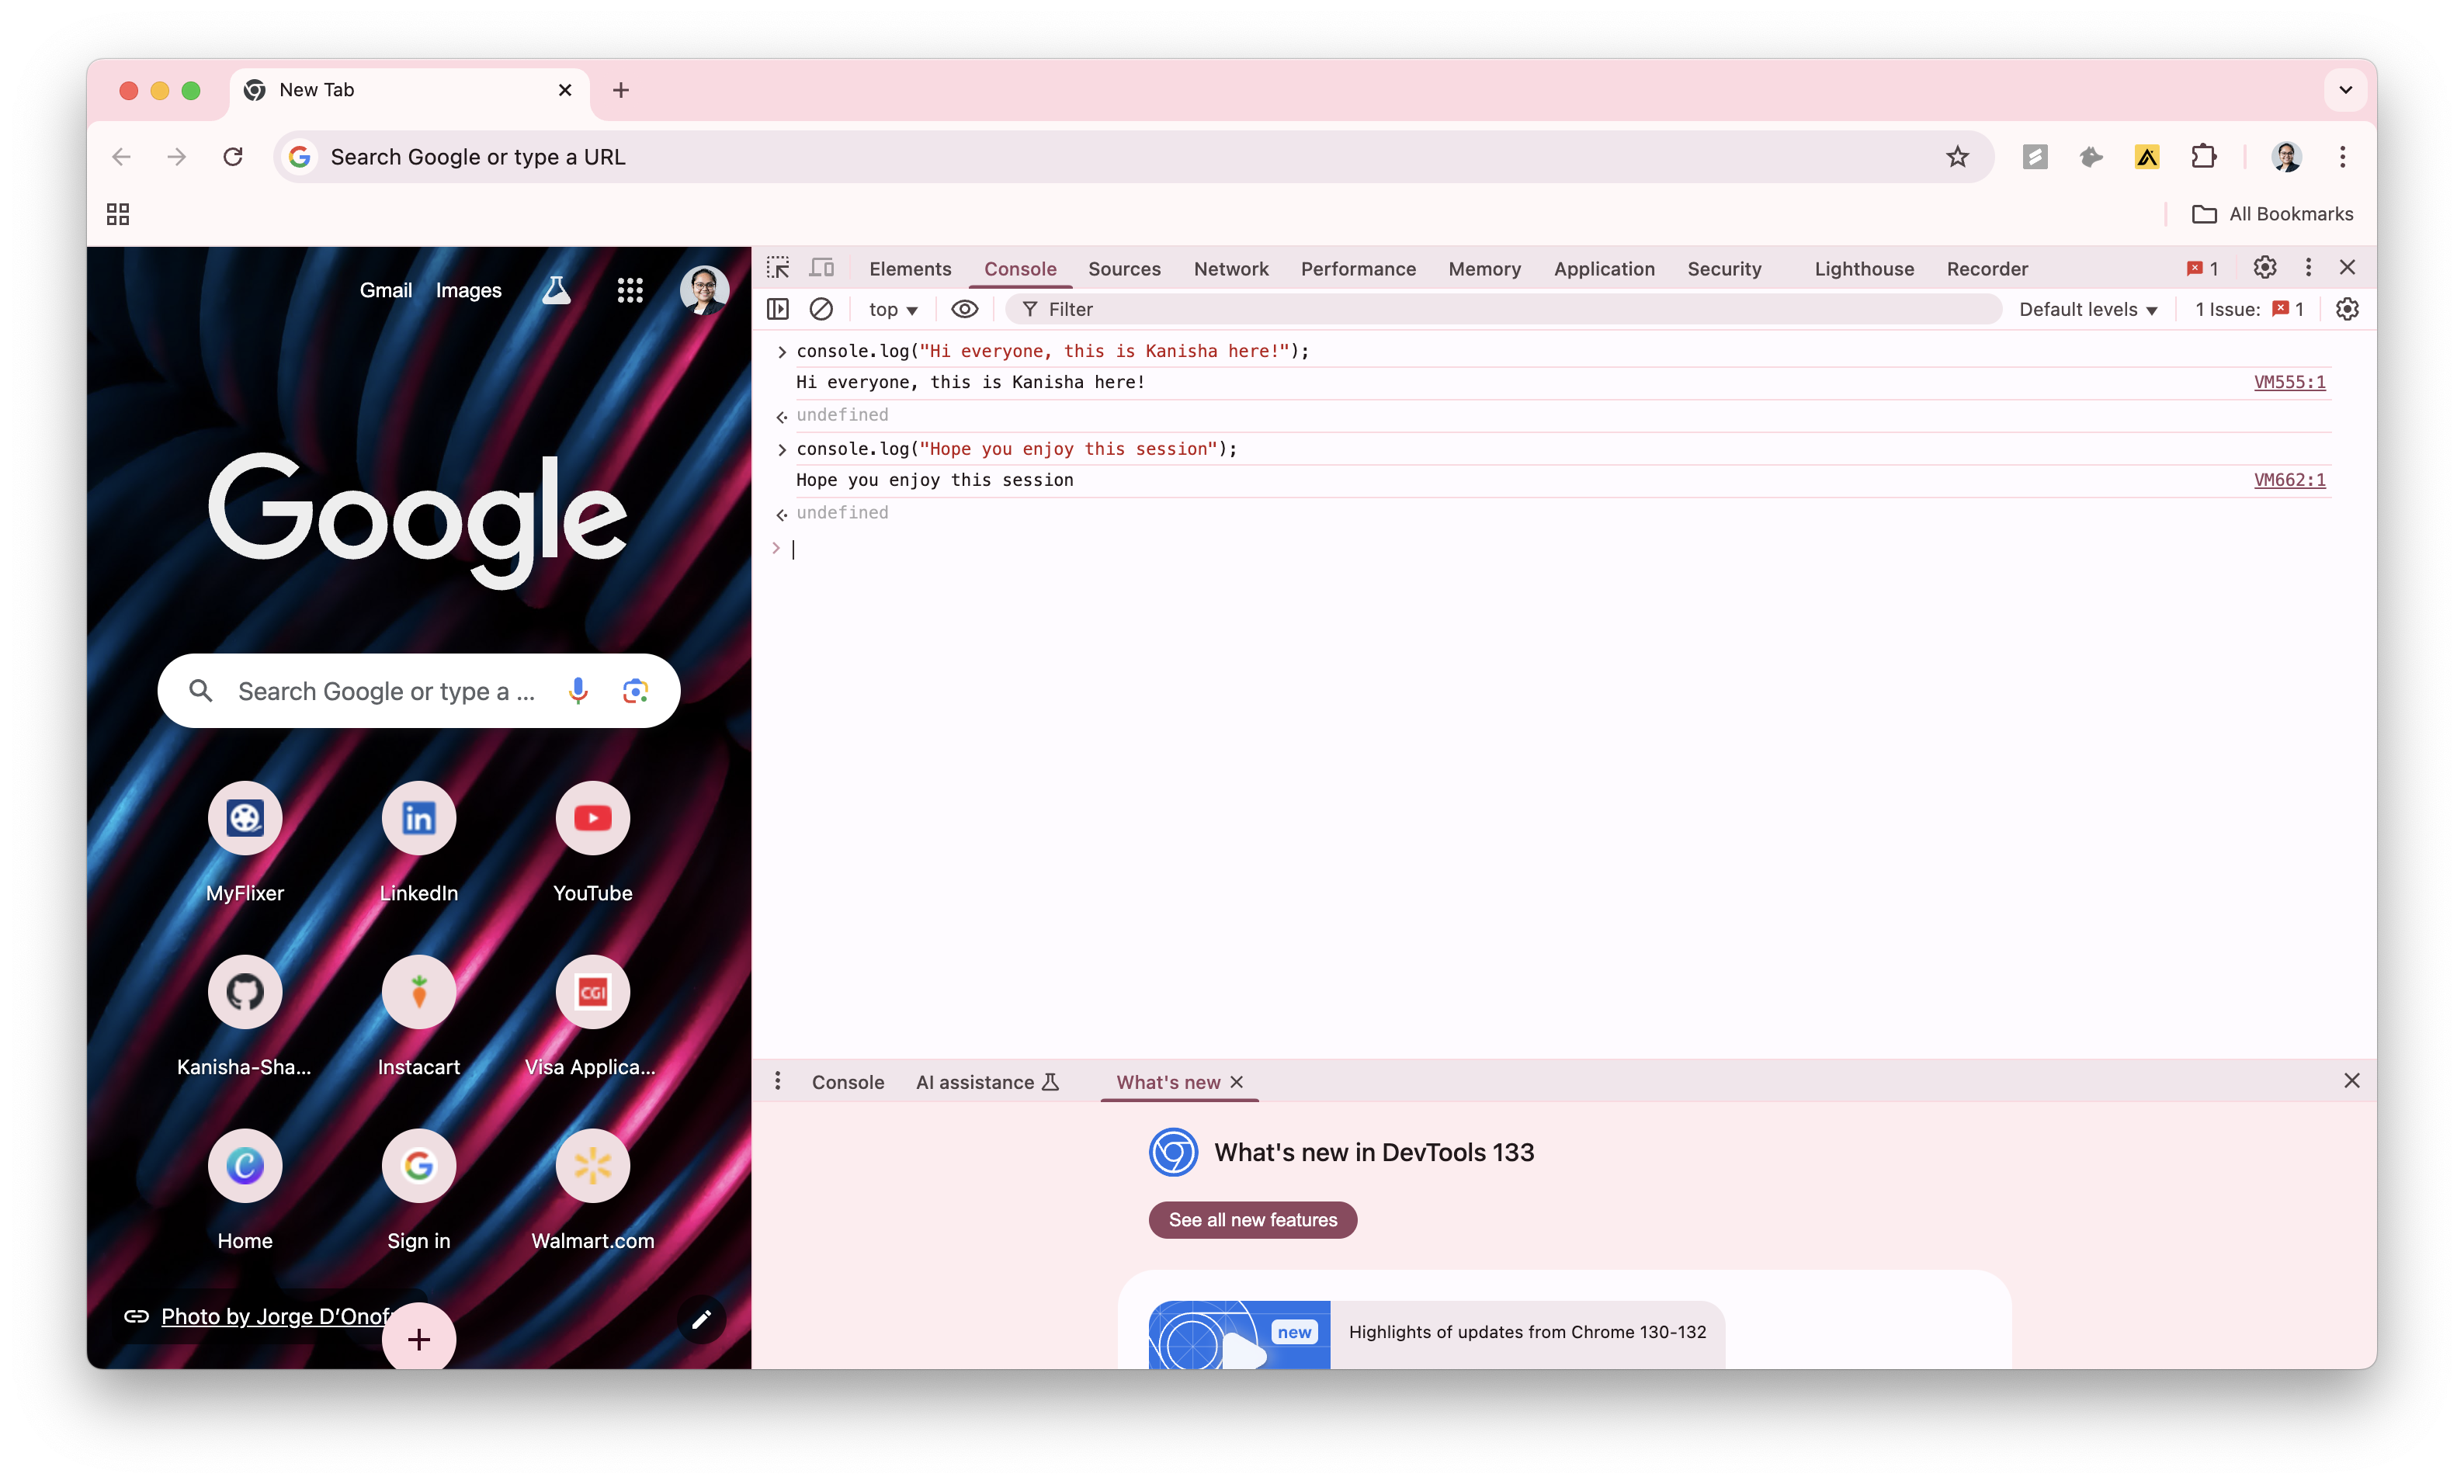 New Tab
Search Google or type a URL
All Bookmarks
Gmail Images
Google
Search Google or type a ...
MyFlixer LinkedIn YouTube
in
CGI
Kanisha-Sha... Instacart Visa Applica...
Home Sign in Walmart.com
Photo by Jorge D'Onof
Elements Console Sources Network Performance Memory Application Security Lighthouse Recorder 1
top Filter Default levels 1 Issue: 1
console.log("Hi everyone, this is Kanisha here!");
Hi everyone, this is Kanisha here! VM555:1
undefined
console.log("Hope you enjoy this session");
Hope you enjoy this session VM662:1
undefined
Console AI assistance What's new
What's new in DevTools 133
See all new features
new Highlights of updates from Chrome 130-132